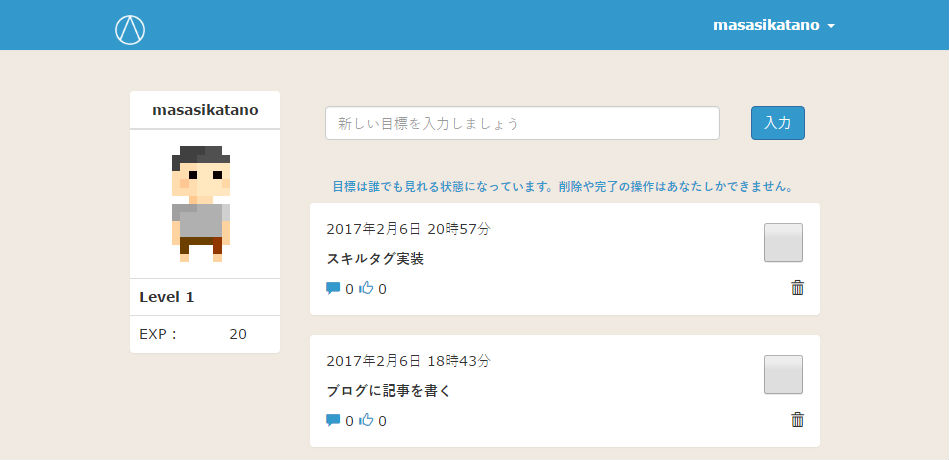 masasikatano
masasikatano
Level 1
EXP : 20
新しい目標を入力しましょう
入力
目標は誰でも見れる状態になっています。削除や完了の操作はあなたしかできません。
2017年2月6日 20時57分
スキルタグ実装
0 0
2017年2月6日 18時43分
ブログに記事を書く
0 0